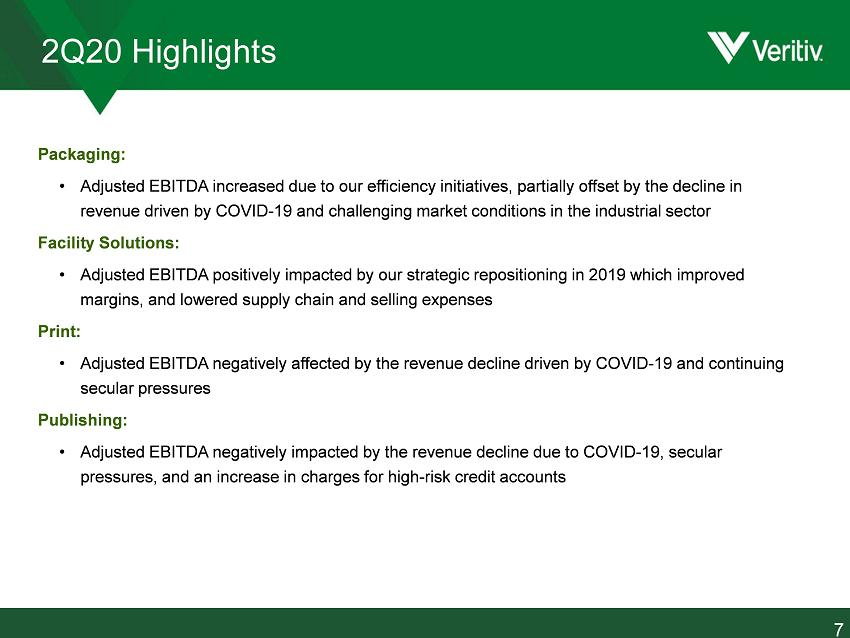 2Q20 Highlights
Veritiv
Packaging:
• Adjusted EBITDA increased due to our efficiency initiatives, partially offset by the decline in
revenue driven by COVID-19 and challenging market conditions in the industrial sector
Facility Solutions:
• Adjusted EBITDA positively impacted by our strategic repositioning in 2019 which improved
margins, and lowered supply chain and selling expenses
Print:
• Adjusted EBITDA negatively affected by the revenue decline driven by COVID-19 and continuing
secular pressures
Publishing:
• Adjusted EBITDA negatively impacted by the revenue decline due to COVID-19, secular
pressures, and an increase in charges for high-risk credit accounts
7